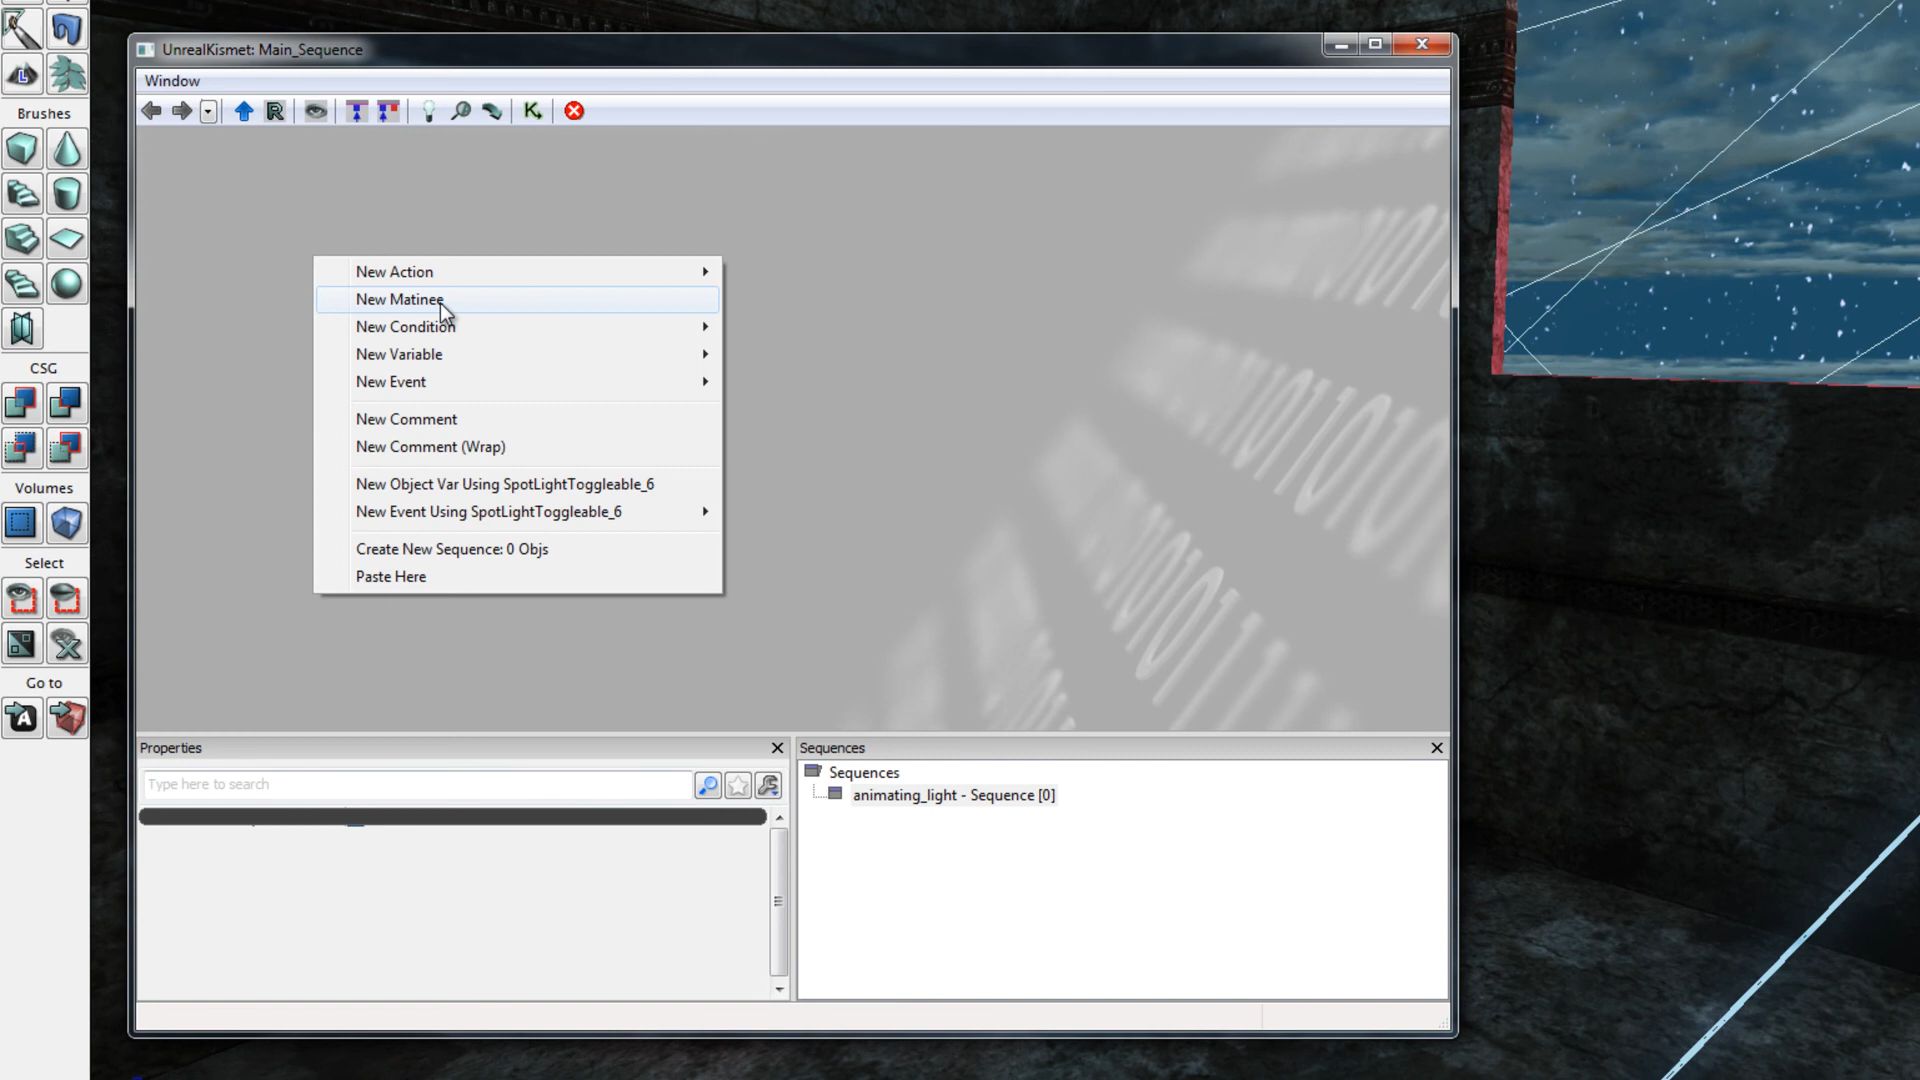 UnrealKismet: Main_Sequence
Window
Brushes
CSG
Volumes
Select
Go to
New Action
New Matinee
New Condition
New Variable
New Event
New Comment
New Comment (Wrap)
New Object Var Using SpotLightToggleable_6
New Event Using SpotLightToggleable_6
Create New Sequence: 0 Objs
Paste Here
Properties
Type here to search
Sequences
Sequences
animating_light - Sequence [0]